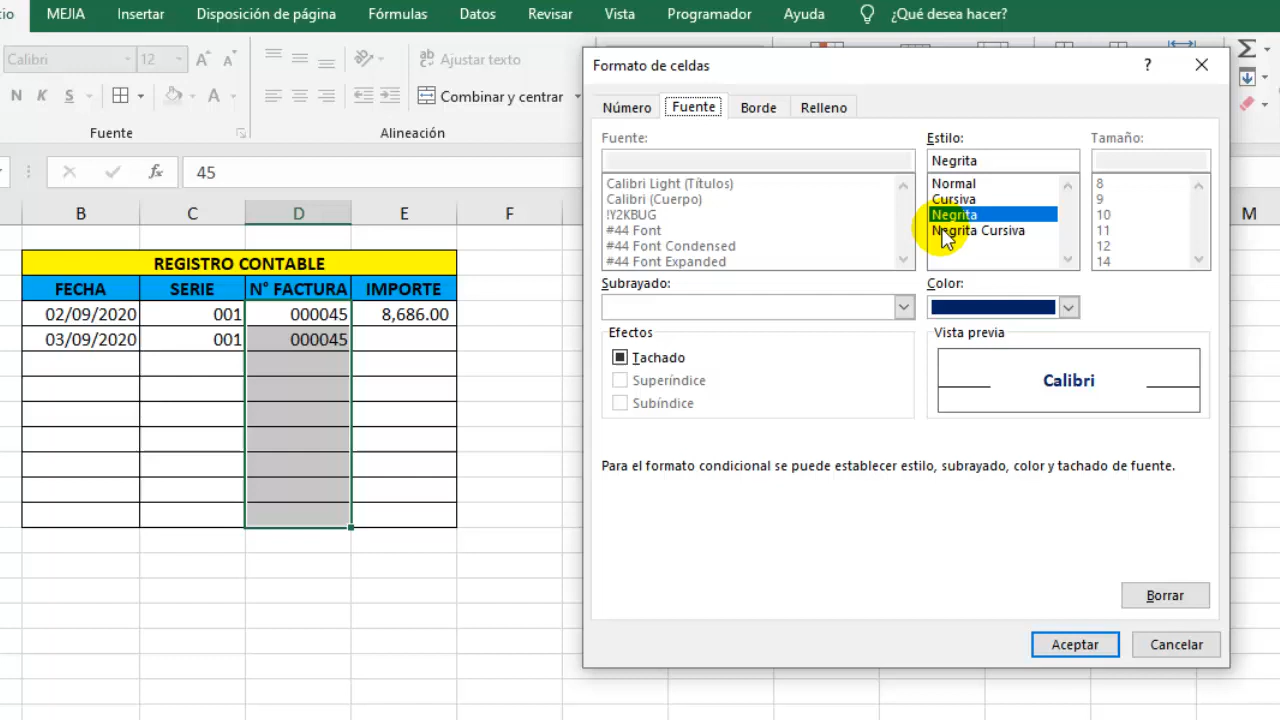 cio MEJIA Insertar Disposición de página Fórmulas Datos Revisar Vista Programador Ayuda ¿Qué desea hacer?
Calibri 12 A A ab Ajustar texto Σ
N K S A Combinar y centrar
Fuente Alineación
fx 45
B C D E F M
REGISTRO CONTABLE
FECHA SERIE N° FACTURA IMPORTE
02/09/2020 001 000045 8,686.00
03/09/2020 001 000045
Formato de celdas ?
Número Fuente Borde Relleno
Fuente: Estilo: Tamaño:
Negrita
Calibri Light (Títulos) Normal 8
Calibri (Cuerpo) Cursiva 9
!Y2KBUG Negrita 10
#44 Font Negrita Cursiva 11
#44 Font Condensed 12
#44 Font Expanded 14
Subrayado: Color:
Efectos Vista previa
Tachado
Superíndice
Subíndice
Calibri
Para el formato condicional se puede establecer estilo, subrayado, color y tachado de fuente.
Borrar
Aceptar Cancelar